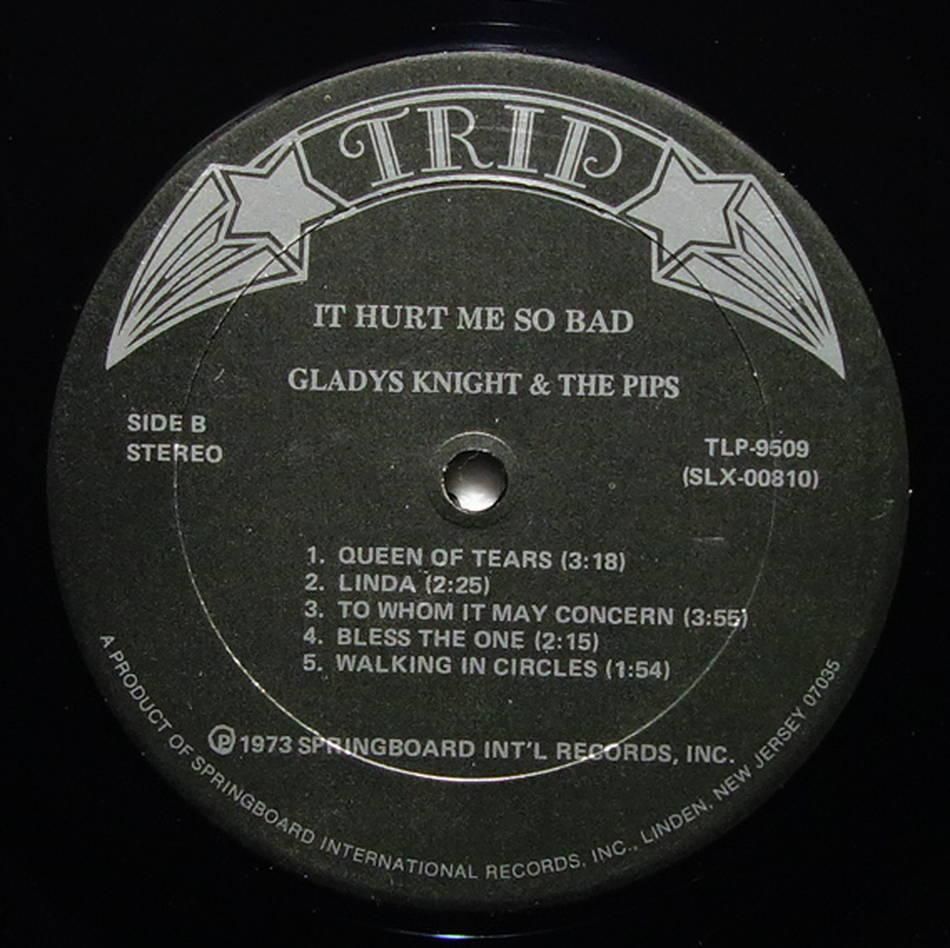 TRIP
IT HURT ME SO BAD
GLADYS KNIGHT & THE PIPS
SIDE B
STEREO
TLP-9509
(SLX-00810)
1. QUEEN OF TEARS (3:18)
2. LINDA (2:25)
3. TO WHOM IT MAY CONCERN (3:55)
4. BLESS THE ONE (2:15)
5. WALKING IN CIRCLES (1:54)
℗ 1973 SPRINGBOARD INT'L RECORDS, INC.
A PRODUCT OF SPRINGBOARD INTERNATIONAL RECORDS, INC., LINDEN, NEW JERSEY 07035